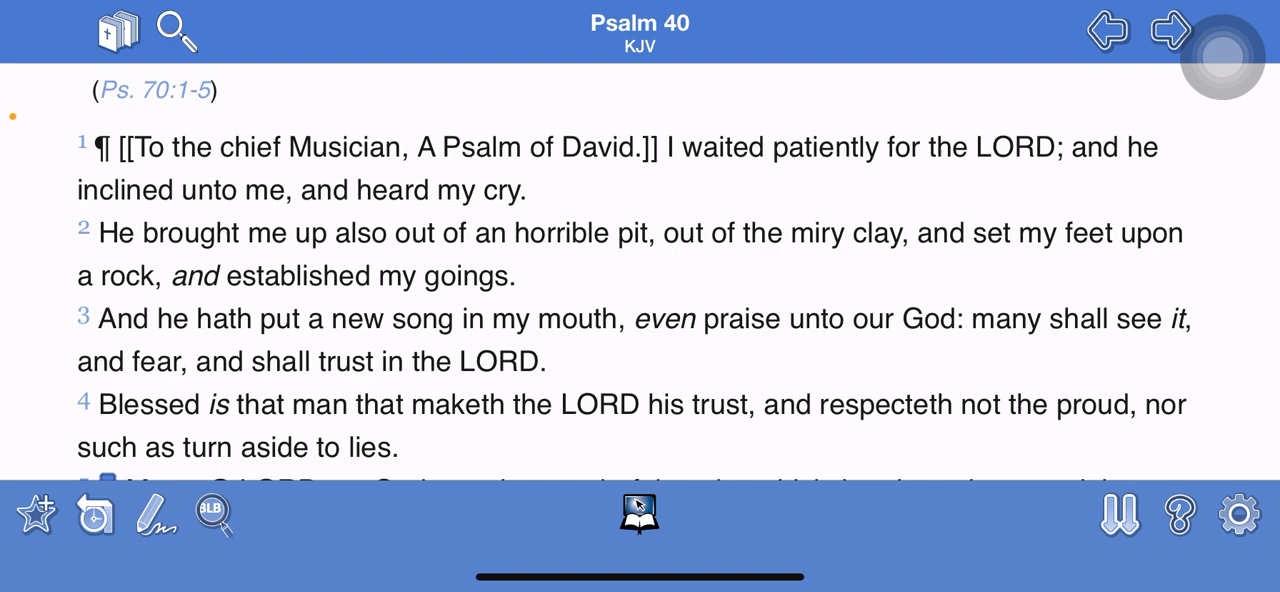 Psalm 40
KJV
(Ps. 70:1-5)
1 ¶ [[To the chief Musician, A Psalm of David.]] I waited patiently for the LORD; and he
inclined unto me, and heard my cry.
2 He brought me up also out of an horrible pit, out of the miry clay, and set my feet upon
a rock, and established my goings.
3 And he hath put a new song in my mouth, even praise unto our God: many shall see it,
and fear, and shall trust in the LORD.
4 Blessed is that man that maketh the LORD his trust, and respecteth not the proud, nor
such as turn aside to lies.
BLB